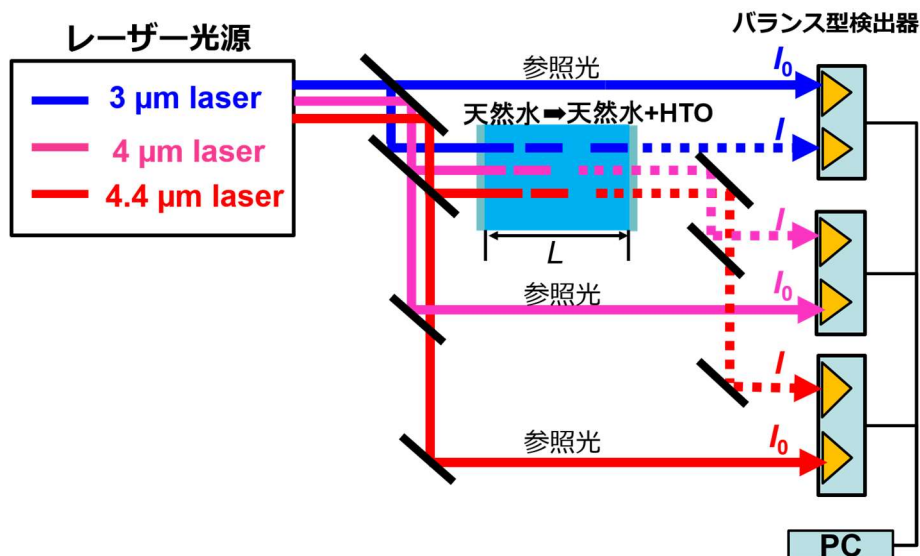 レーザー光源
バランス型検出器
3 µm laser
4 µm laser
4.4 µm laser
参照光
I₀
天然水➡天然水+HTO
I
L
I
参照光
I₀
I
参照光
I₀
PC